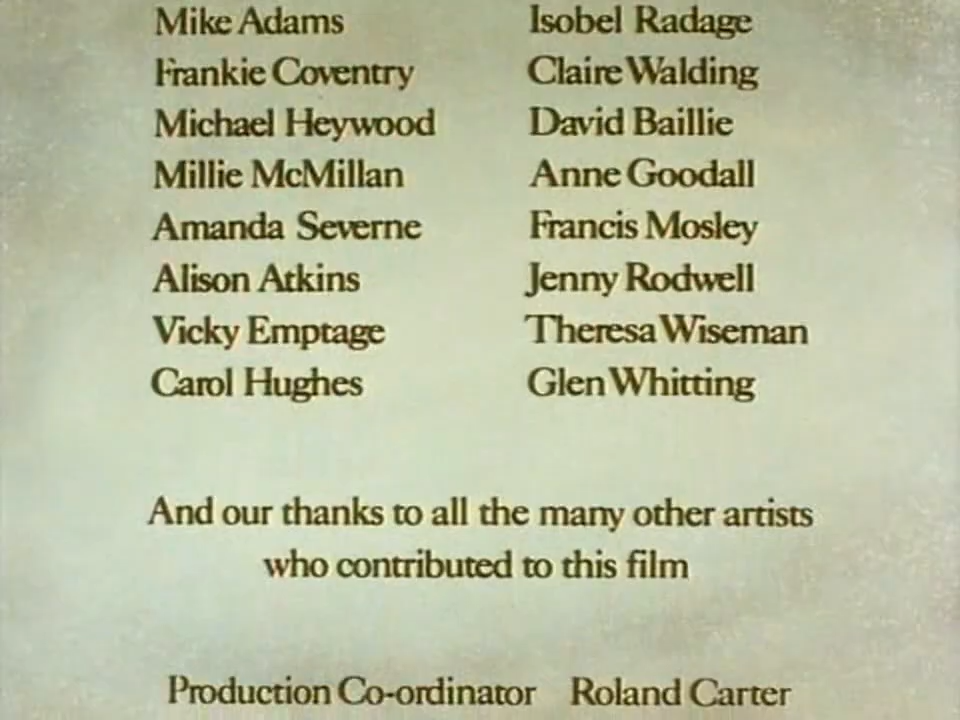 Mike Adams Isobel Radage
Frankie Coventry Claire Walding
Michael Heywood David Baillie
Millie McMillan Anne Goodall
Amanda Severne Francis Mosley
Alison Atkins Jenny Rodwell
Vicky Emptage Theresa Wiseman
Carol Hughes Glen Whitting
And our thanks to all the many other artists
who contributed to this film
Production Co-ordinator Roland Carter